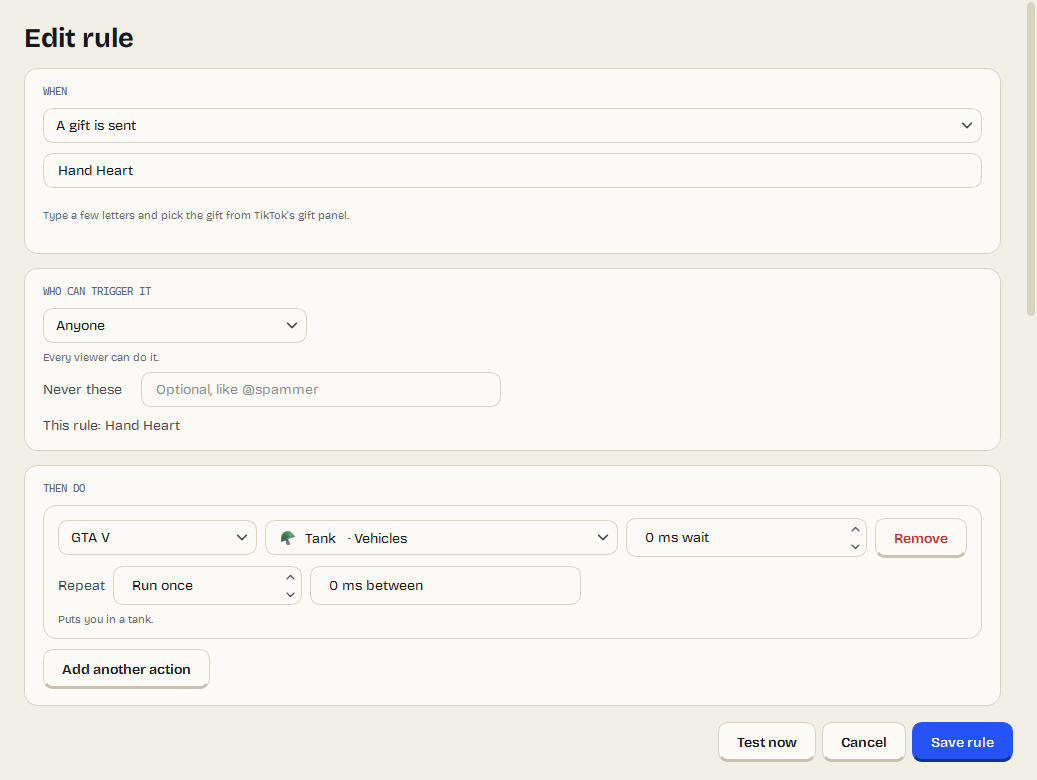 Edit rule
WHEN
A gift is sent
Hand Heart
Type a few letters and pick the gift from TikTok's gift panel.
WHO CAN TRIGGER IT
Anyone
Every viewer can do it.
Never these
Optional, like @spammer
This rule: Hand Heart
THEN DO
GTA V
Tank · Vehicles
0 ms wait
Remove
Repeat
Run once
0 ms between
Puts you in a tank.
Add another action
Test now
Cancel
Save rule